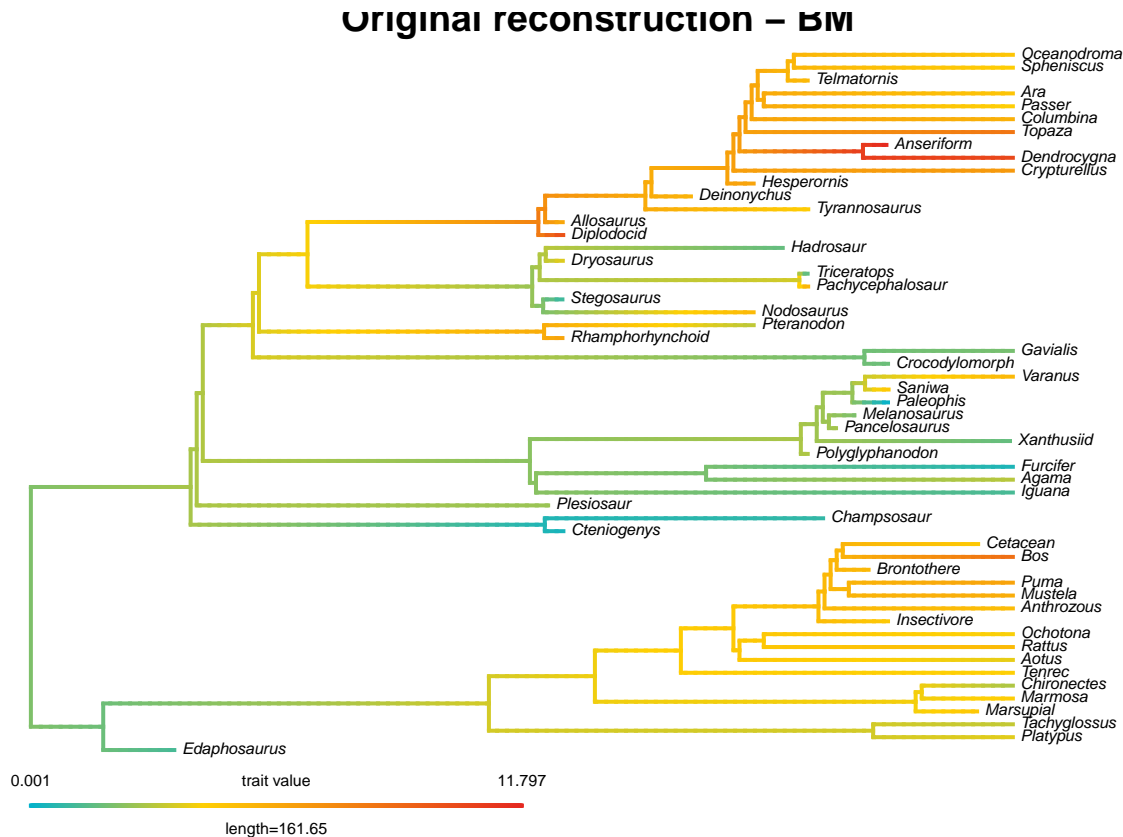 Original reconstruction – BM
Oceanodroma
Spheniscus
Telmatornis
Ara
Passer
Columbina
Topaza
Anseriform
Dendrocygna
Crypturellus
Hesperornis
Deinonychus
Tyrannosaurus
Allosaurus
Diplodocid
Hadrosaur
Dryosaurus
Triceratops
Pachycephalosaur
Stegosaurus
Nodosaurus
Pteranodon
Rhamphorhynchoid
Gavialis
Crocodylomorph
Varanus
Saniwa
Paleophis
Melanosaurus
Pancelosaurus
Xanthusiid
Polyglyphanodon
Furcifer
Agama
Iguana
Plesiosaur
Champsosaur
Cteniogenys
Cetacean
Bos
Brontothere
Puma
Mustela
Anthrozous
Insectivore
Ochotona
Rattus
Aotus
Tenrec
Chironectes
Marmosa
Marsupial
Tachyglossus
Platypus
Edaphosaurus
0.001 trait value 11.797
length=161.65